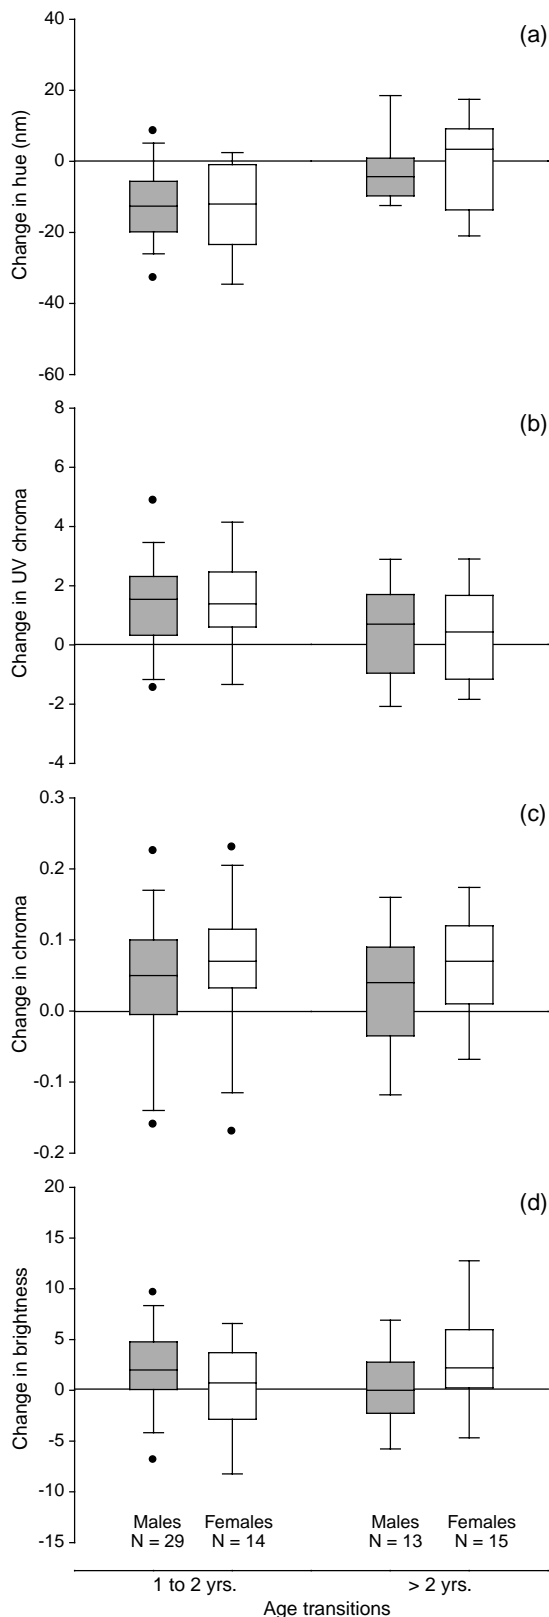 (a)
40
20
0
-20
-40
-60
Change in hue (nm)
(b)
8
6
4
2
0
-2
-4
Change in UV chroma
(c)
0.3
0.2
0.1
0.0
-0.1
-0.2
Change in chroma
(d)
20
15
10
5
0
-5
-10
-15
Change in brightness
Males Females Males Females
N = 29 N = 14 N = 13 N = 15
1 to 2 yrs. > 2 yrs.
Age transitions